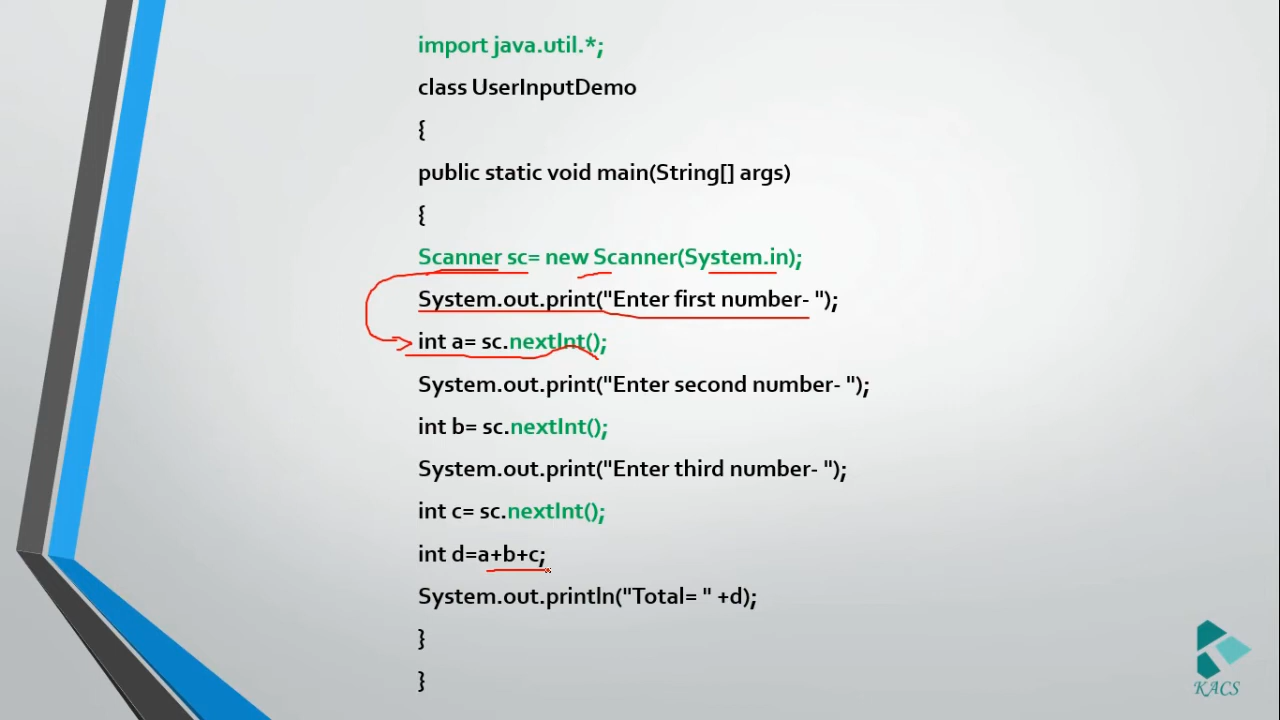 import java.util.*;
class UserInputDemo
{
public static void main(String[] args)
{
Scanner sc= new Scanner(System.in);
System.out.print("Enter first number- ");
int a= sc.nextInt();
System.out.print("Enter second number- ");
int b= sc.nextInt();
System.out.print("Enter third number- ");
int c= sc.nextInt();
int d=a+b+c;
System.out.println("Total= " +d);
}
}
KACS